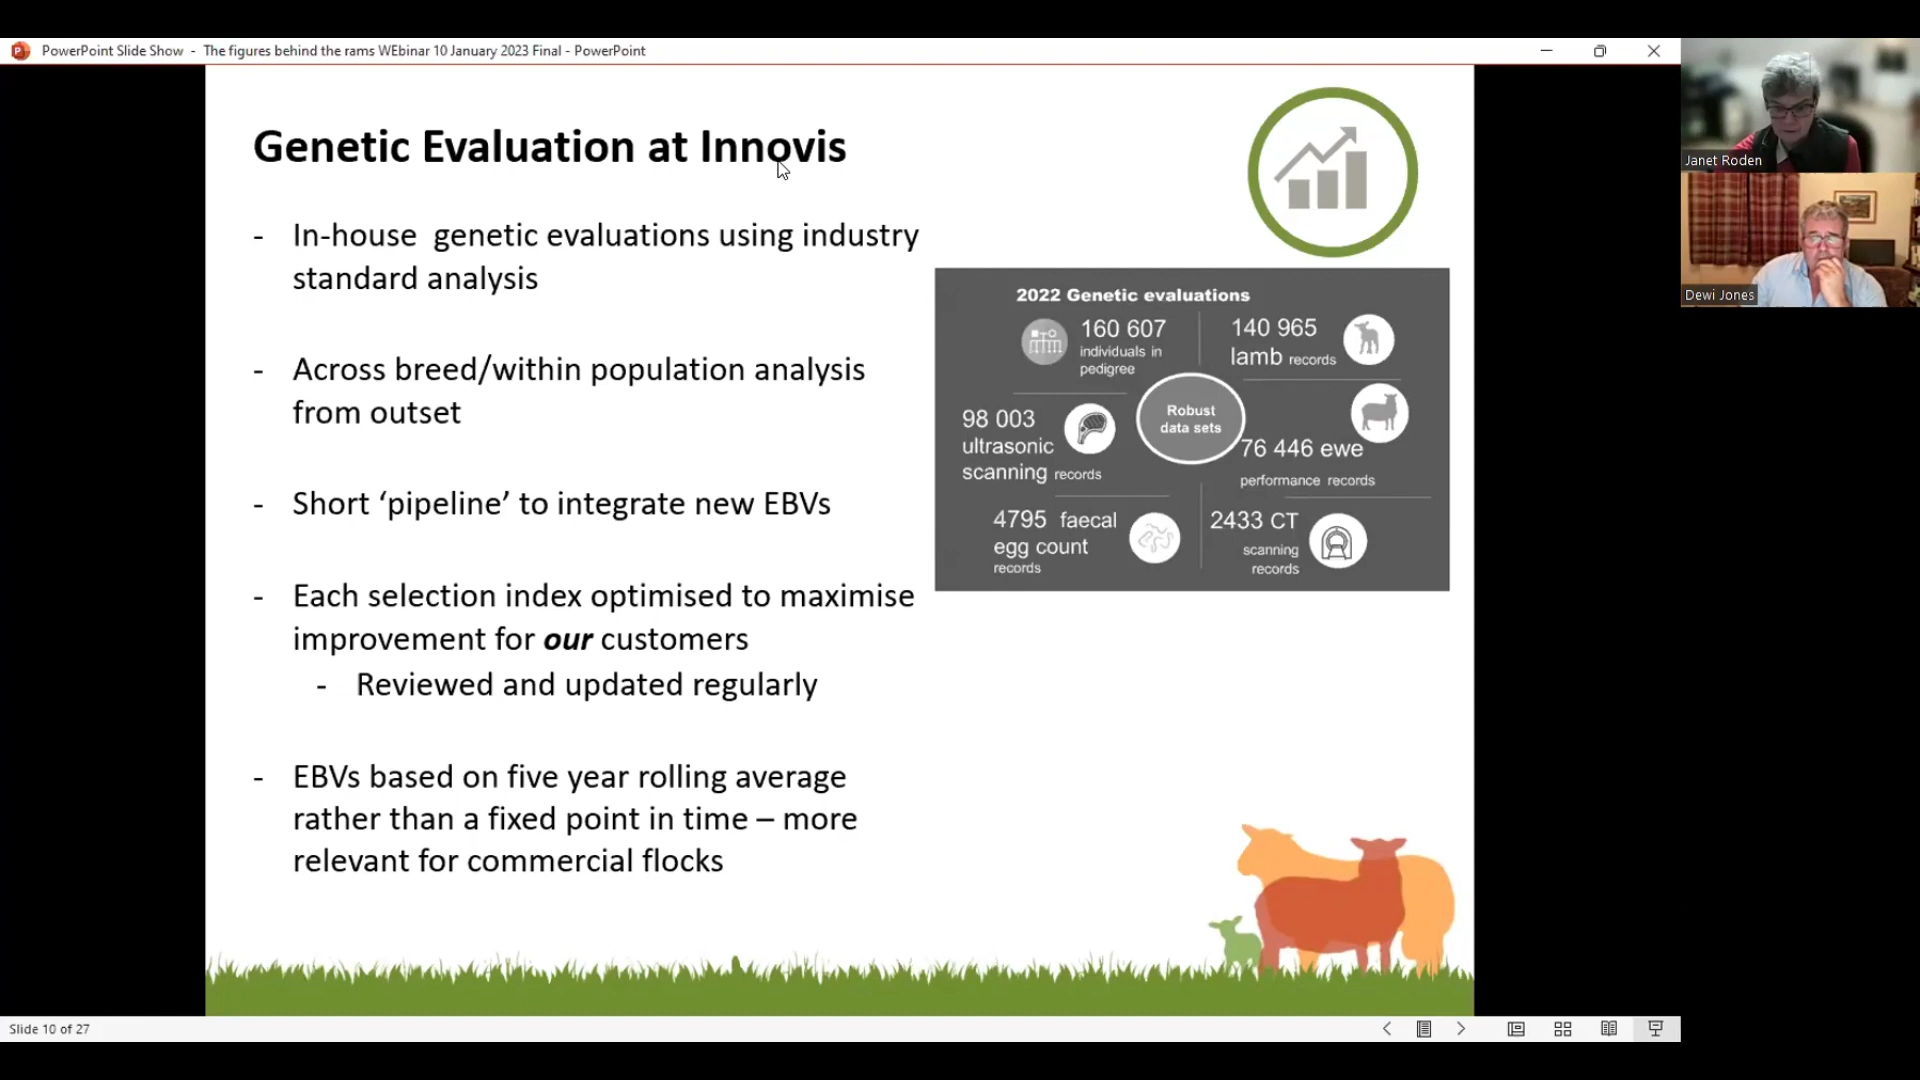 PowerPoint Slide Show - The figures behind the rams WEbinar 10 January 2023 Final - PowerPoint
Genetic Evaluation at Innovis
- In-house genetic evaluations using industry
standard analysis
- Across breed/within population analysis
from outset
- Short ‘pipeline’ to integrate new EBVs
- Each selection index optimised to maximise
improvement for our customers
- Reviewed and updated regularly
- EBVs based on five year rolling average
rather than a fixed point in time – more
relevant for commercial flocks
2022 Genetic evaluations
160 607
individuals in
pedigree
140 965
lamb records
98 003
ultrasonic
scanning records
Robust
data sets
76 446 ewe
performance records
4795 faecal
egg count
records
2433 CT
scanning
records
Janet Roden
Dewi Jones
Slide 10 of 27